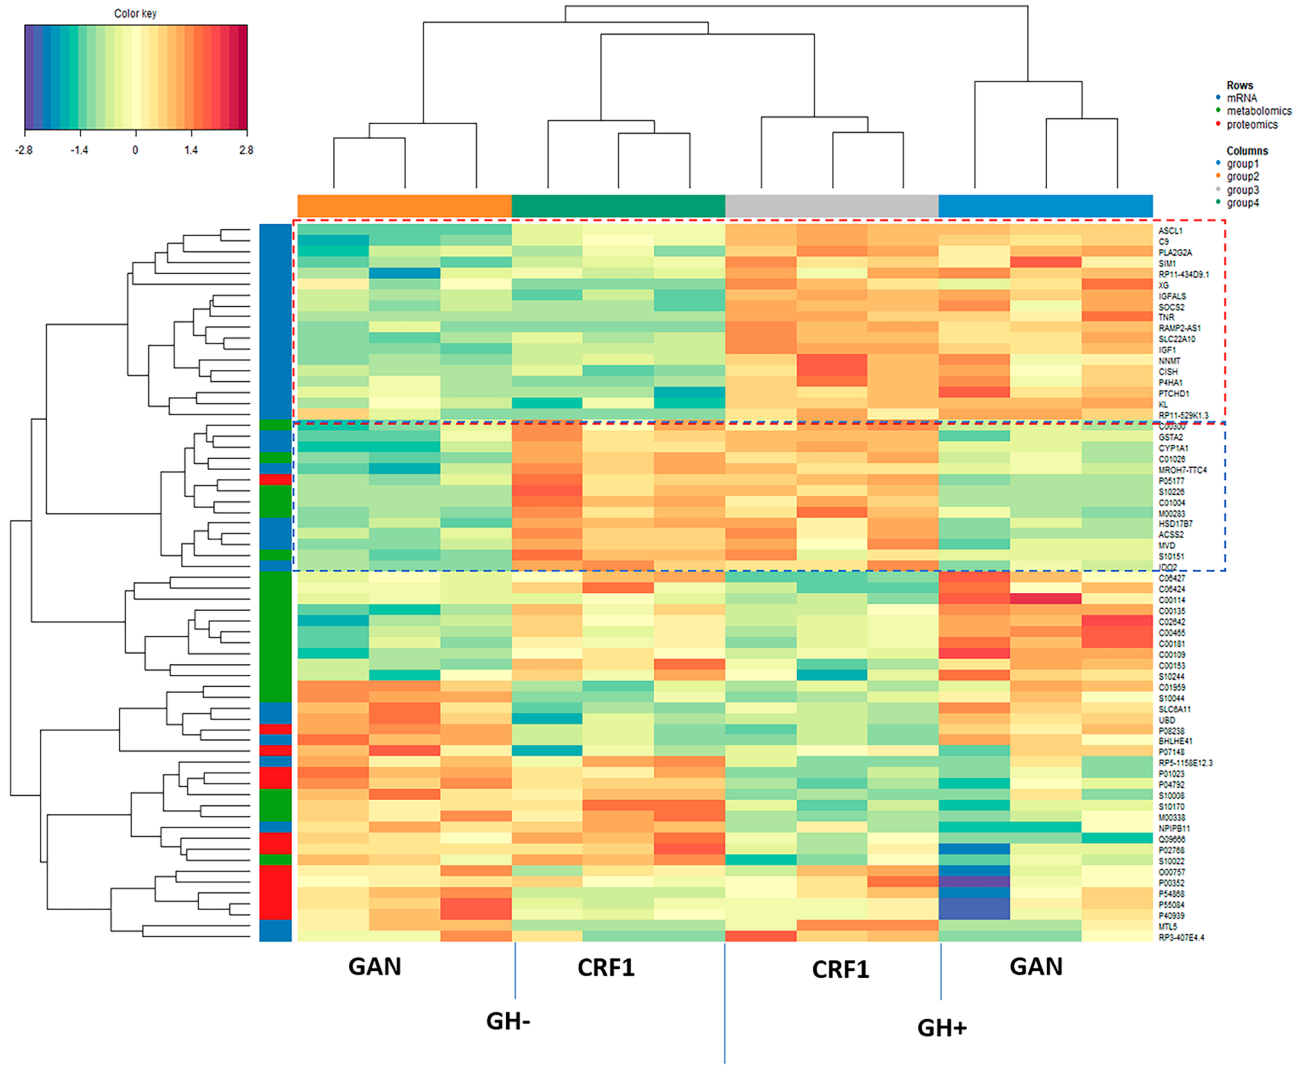 Color key
-2.8 -1.4 0 1.4 2.8
Rows
mRNA
metabolomics
proteomics
Columns
group1
group2
group3
group4
ASCL1
C9
PLA2G2A
SIM1
RP11-434D9.1
XG
IGFALS
SOCS2
TNR
RAMP2-AS1
SLC22A10
IGF1
NNMT
CISH
P4HA1
PTCHD1
KL
RP11-529K1.3
C00300
GSTA2
CYP1A1
C01026
MROH7-TTC4
P05177
S10226
C01004
M00283
HSD17B7
ACSS2
MVD
S10151
IDO2
C06427
C06424
C00114
C00135
C02642
C00465
C00181
C00109
C00153
S10244
C01959
S10044
SLC6A11
UBD
P08238
BHLHE41
P07148
RP5-1158E12.3
P01023
P04792
S10008
S10170
M00338
NPIPB11
Q09666
P02768
S10022
O00757
P00352
P54868
P55084
P40939
MTL5
RP3-407E4.4
GAN CRF1 CRF1 GAN
GH- GH+